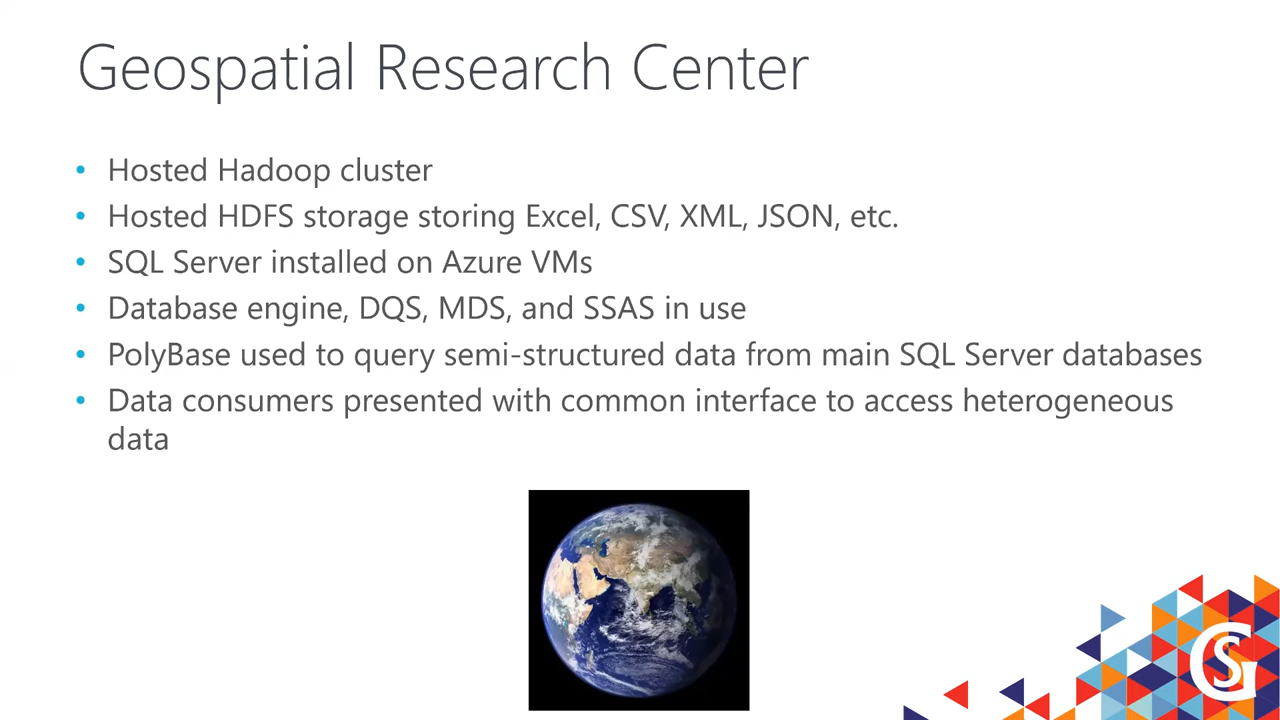 Geospatial Research Center
• Hosted Hadoop cluster
• Hosted HDFS storage storing Excel, CSV, XML, JSON, etc.
• SQL Server installed on Azure VMs
• Database engine, DQS, MDS, and SSAS in use
• PolyBase used to query semi-structured data from main SQL Server databases
• Data consumers presented with common interface to access heterogeneous
data
GS